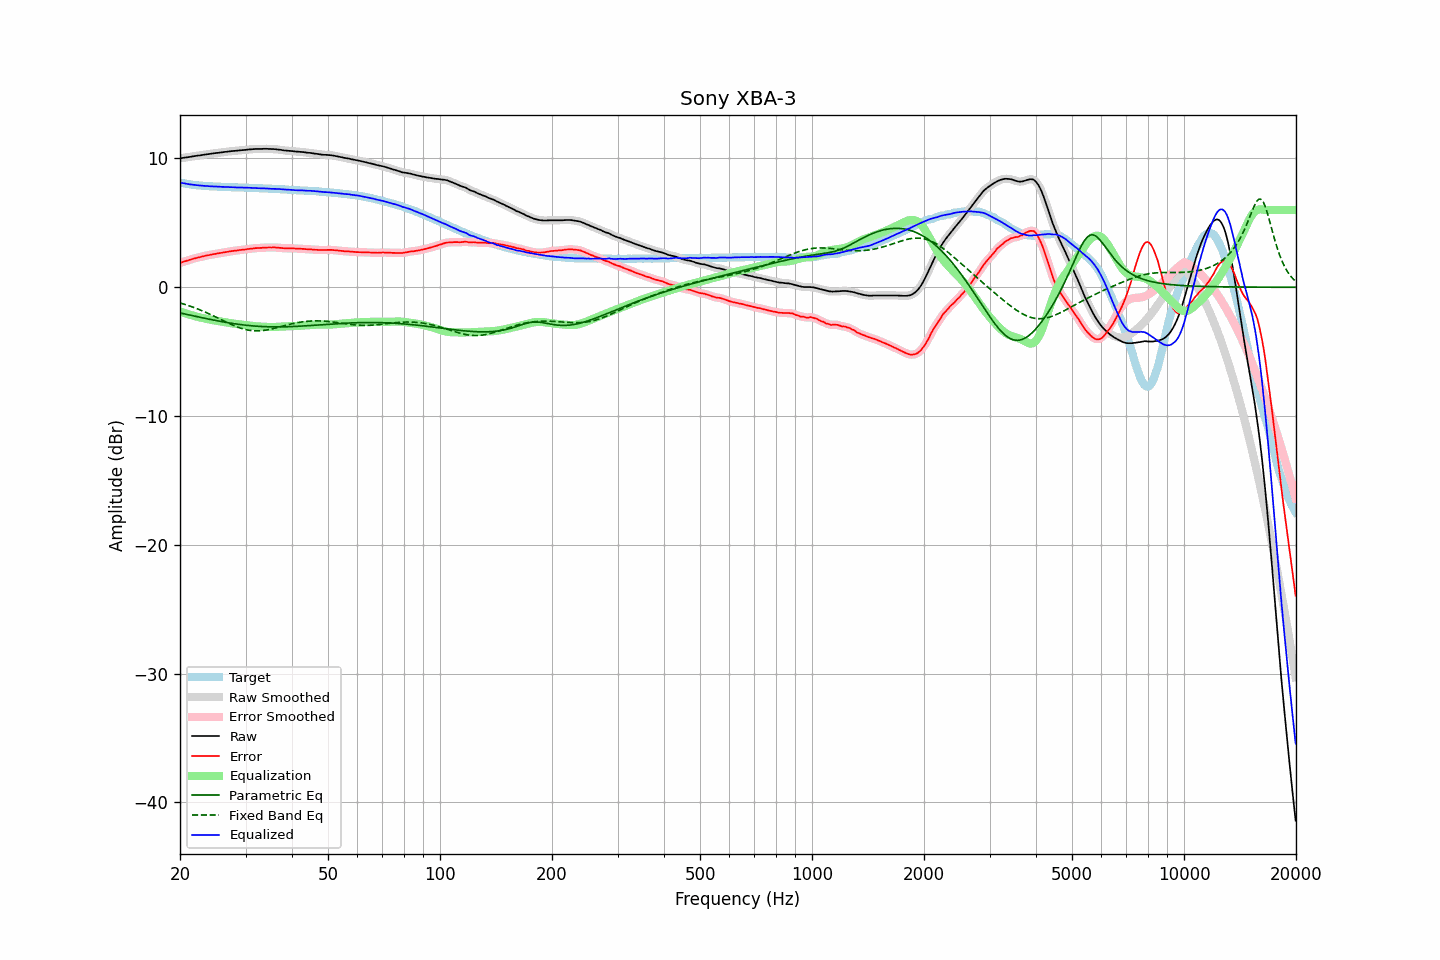 Sony XBA-3
Amplitude (dBr)
10
0
−10
−20
−30
−40
Target
Raw Smoothed
Error Smoothed
Raw
Error
Equalization
Parametric Eq
Fixed Band Eq
Equalized
20 50 100 200 500 1000 2000 5000 10000 20000
Frequency (Hz)